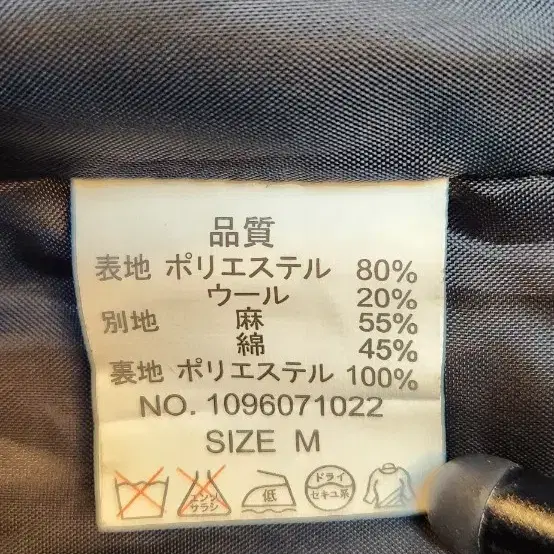 品質
表地 ポリエステル 80%
ウール 20%
別地 麻 55%
綿 45%
裏地 ポリエステル 100%
NO. 1096071022
SIZE M
エンソ
サラシ
低
ドライ
セキユ系